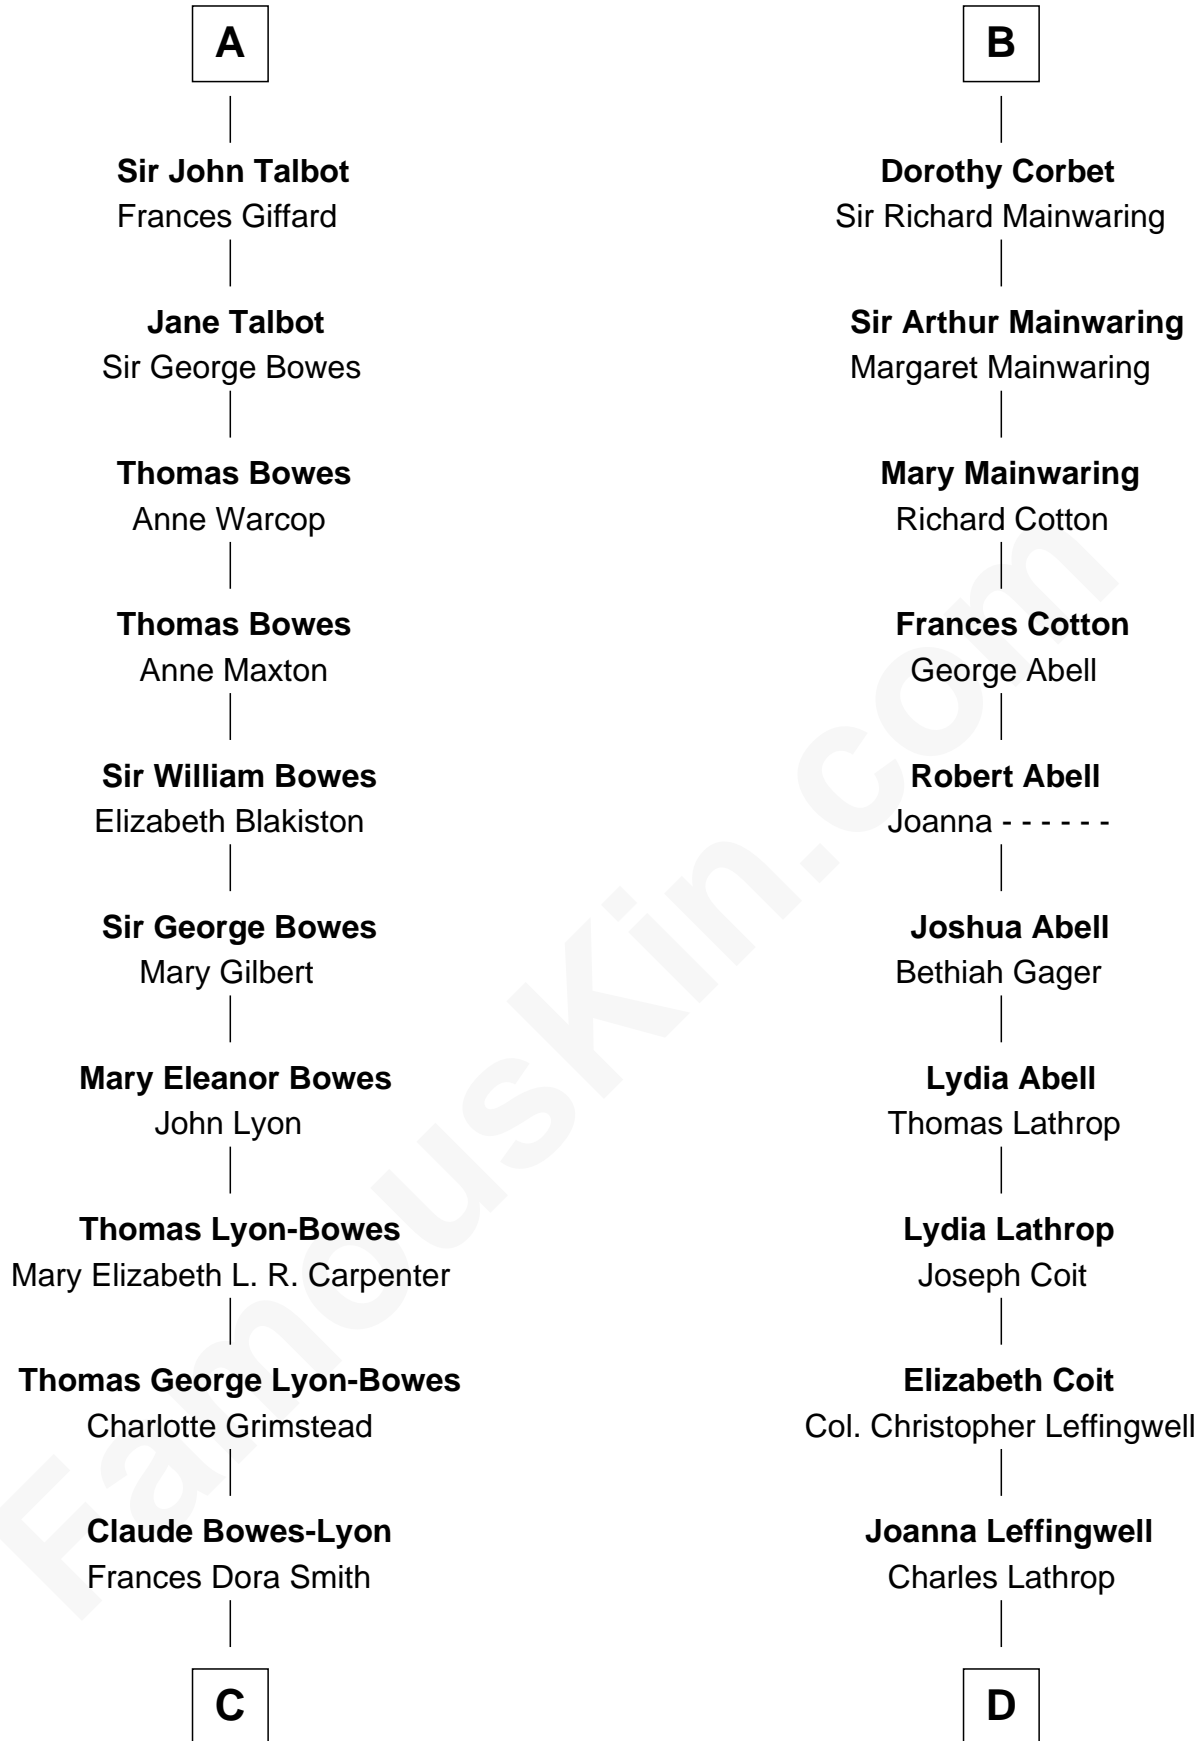 A
Sir John Talbot
Frances Giffard
Jane Talbot
Sir George Bowes
Thomas Bowes
Anne Warcop
Thomas Bowes
Anne Maxton
Sir William Bowes
Elizabeth Blakiston
Sir George Bowes
Mary Gilbert
Mary Eleanor Bowes
John Lyon
Thomas Lyon-Bowes
Mary Elizabeth L. R. Carpenter
Thomas George Lyon-Bowes
Charlotte Grimstead
Claude Bowes-Lyon
Frances Dora Smith
C
B
Dorothy Corbet
Sir Richard Mainwaring
Sir Arthur Mainwaring
Margaret Mainwaring
Mary Mainwaring
Richard Cotton
Frances Cotton
George Abell
Robert Abell
Joanna - - - - - -
Joshua Abell
Bethiah Gager
Lydia Abell
Thomas Lathrop
Lydia Lathrop
Joseph Coit
Elizabeth Coit
Col. Christopher Leffingwell
Joanna Leffingwell
Charles Lathrop
D
FamousKin.com